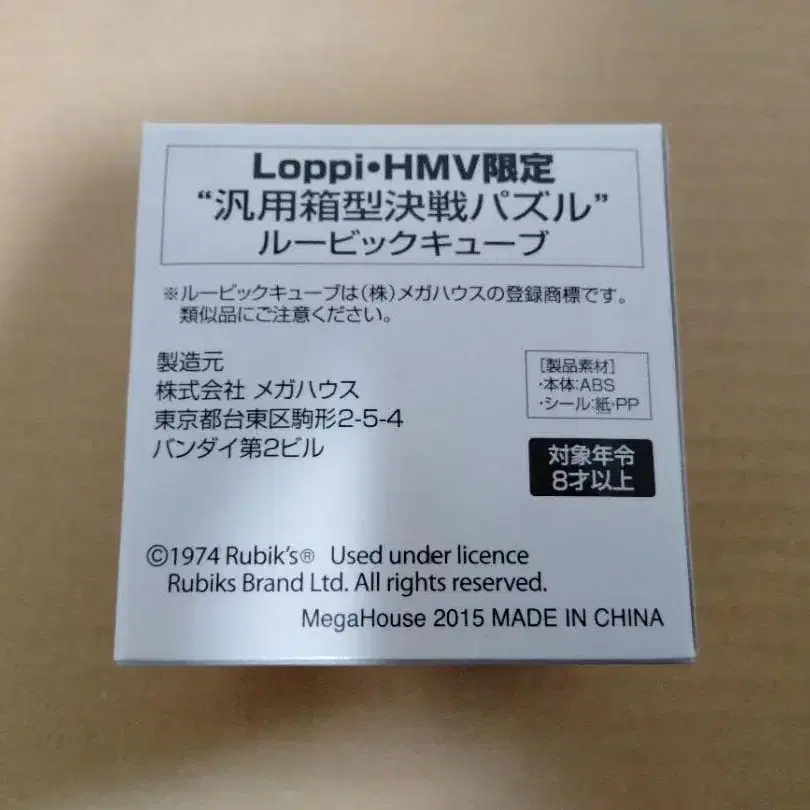 Loppi・HMV限定
“汎用箱型決戦パズル”
ルービックキューブ
※ルービックキューブは(株)メガハウスの登録商標です。
類似品にご注意ください。
製造元
株式会社 メガハウス
東京都台東区駒形2-5-4
バンダイ第2ビル
[製品素材]
・本体:ABS
・シール:紙・PP
対象年令
8才以上
©1974 Rubik's® Used under licence
Rubiks Brand Ltd. All rights reserved.
MegaHouse 2015 MADE IN CHINA